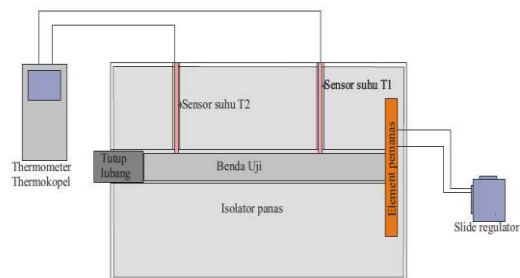 Sensor suhu T2
Sensor suhu T1
Thermometer
Thermokopel
Tutup
lubang
Benda Uji
Element pemanas
Isolator panas
Slide regulator